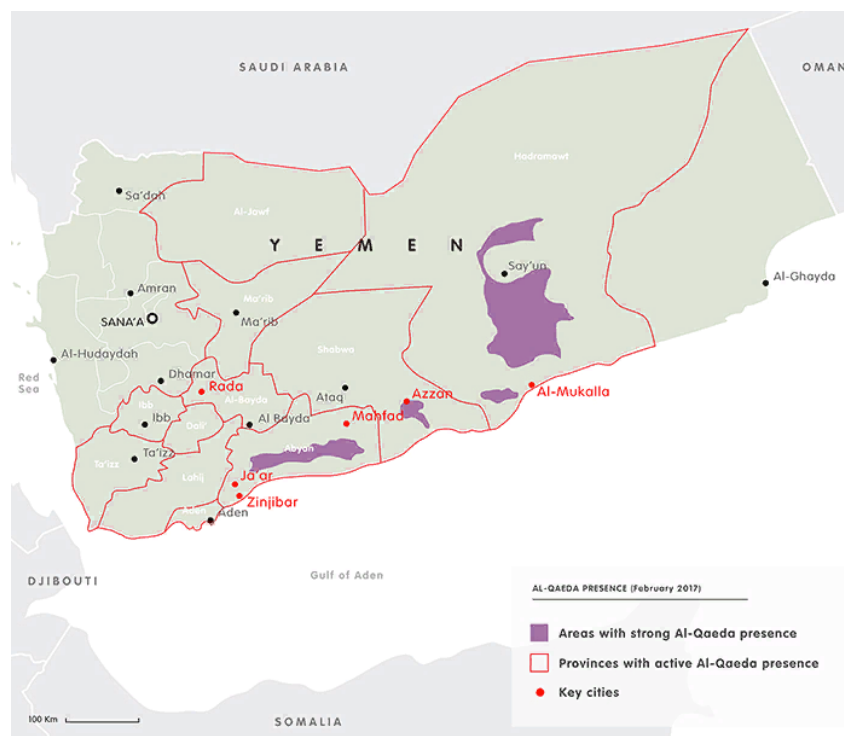 SAUDI ARABIA
OMAN
Hadramowt
Sa'dah
Al-Jawf
YEMEN
Say'un
Al-Ghayda
Amran
Ma'rib
SANA'A
Ma'rib
Al-Hudaydah
Shabwa
Red
Sea
Dhamar
Rada
Ataq
Azzan
Al-Mukalla
Al-Bayda
Ibb
Ibb
Dali'
Al Bayda
Mahfad
Ta'izz
Ta'izz
Abyan
Lahij
Ja'ar
Zinjibar
Aden
Aden
DJIBOUTI
Gulf of Aden
AL-QAEDA PRESENCE (February 2017)
Areas with strong Al-Qaeda presence
Provinces with active Al-Qaeda presence
Key cities
100 Km
SOMALIA